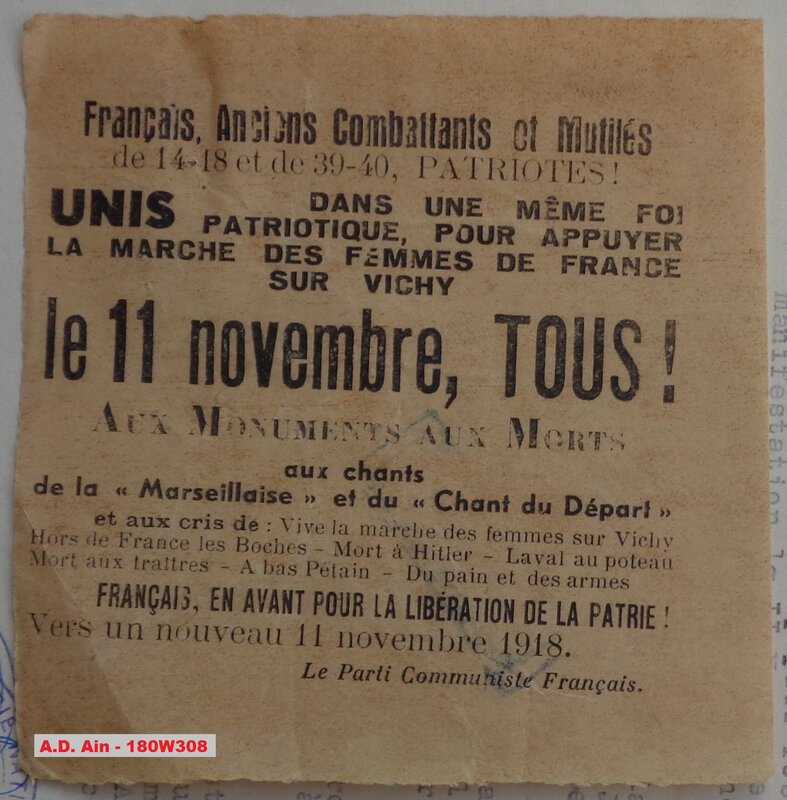 Français, Anciens Combattants et Mutilés
de 14-18 et de 39-40, PATRIOTES !
UNIS DANS UNE MÊME FOI
PATRIOTIQUE, POUR APPUYER
LA MARCHE DES FEMMES DE FRANCE
SUR VICHY
le 11 novembre, TOUS !
AUX MONUMENTS AUX MORTS
aux chants
de la « Marseillaise » et du « Chant du Départ »
et aux cris de : Vive la marche des femmes sur Vichy
Hors de France les Boches - Mort à Hitler - Laval au poteau
Mort aux traîtres - A bas Pétain - Du pain et des armes
FRANÇAIS, EN AVANT POUR LA LIBÉRATION DE LA PATRIE !
Vers un nouveau 11 novembre 1918.
Le Parti Communiste Français.
A.D. Ain - 180W308
manifestation